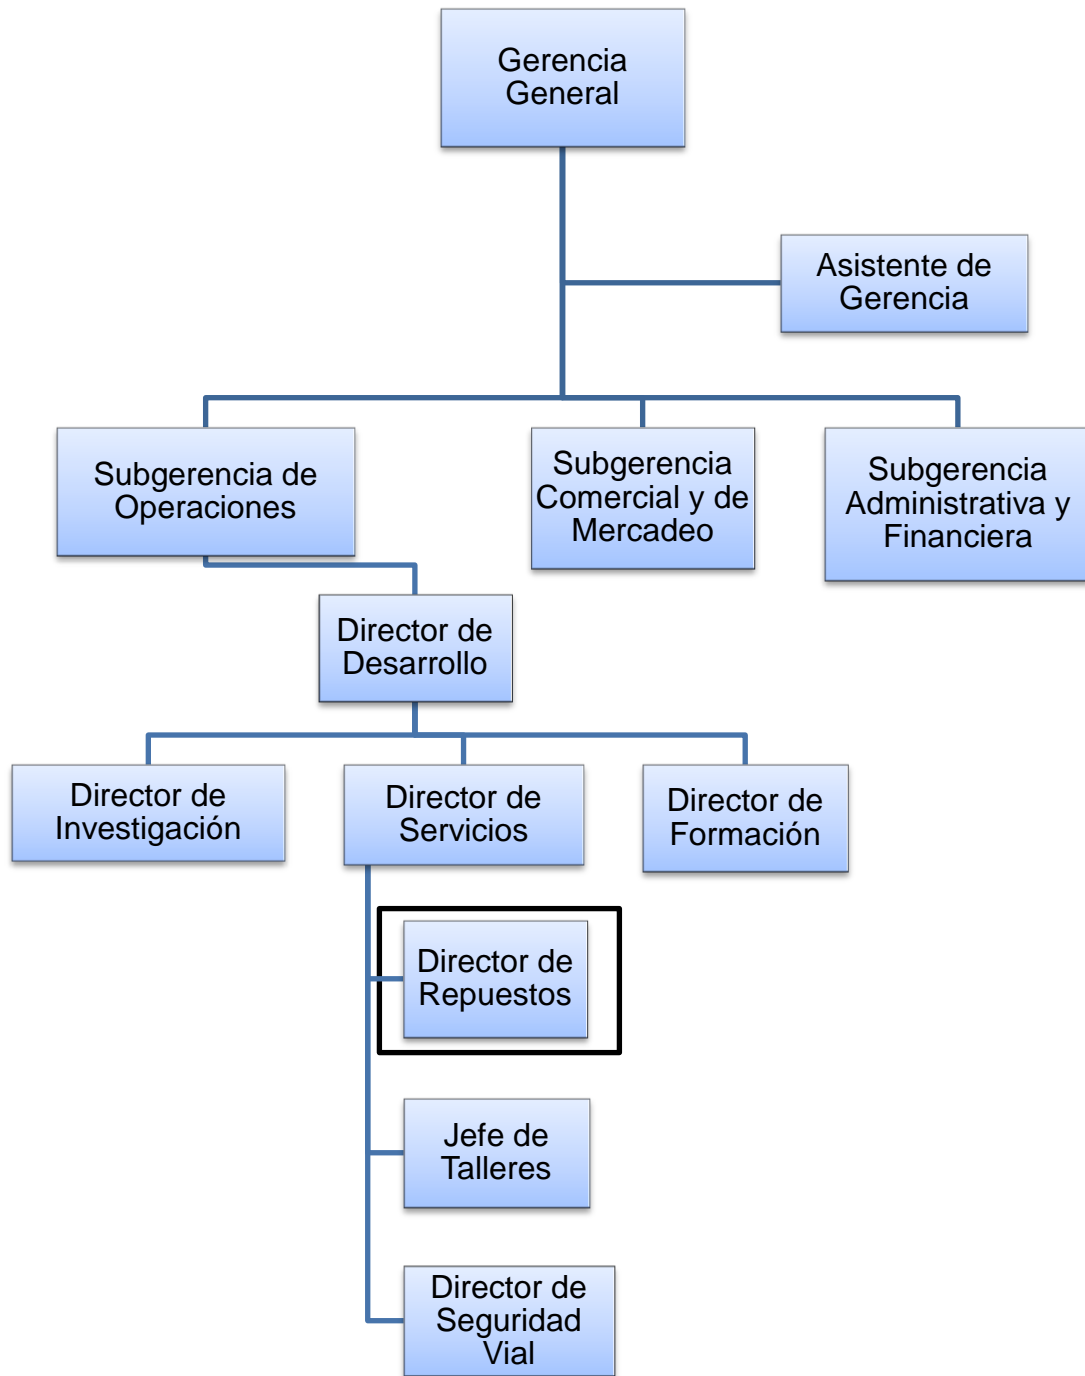 Gerencia
General
Asistente de
Gerencia
Subgerencia de
Operaciones
Subgerencia
Comercial y de
Mercadeo
Subgerencia
Administrativa y
Financiera
Director de
Desarrollo
Director de
Investigación
Director de
Servicios
Director de
Formación
Director de
Repuestos
Jefe de
Talleres
Director de
Seguridad
Vial